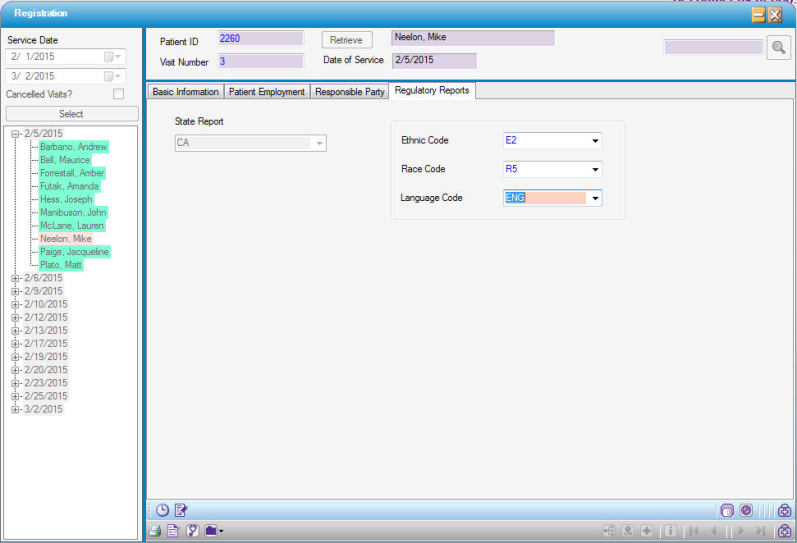 Registration
Service Date
2/ 1/2015
3/ 2/2015
Cancelled Visits?
Select
2/5/2015
Barbano, Andrew
Bell, Maurice
Forrestall, Amber
Futak, Amanda
Hess, Joseph
Manibuson, John
McLane, Lauren
Neelon, Mike
Paige, Jacqueline
Plato, Matt
2/6/2015
2/9/2015
2/10/2015
2/12/2015
2/13/2015
2/17/2015
2/19/2015
2/20/2015
2/23/2015
2/25/2015
3/2/2015
Patient ID 2260 Retrieve Neelon, Mike
Visit Number 3 Date of Service 2/5/2015
Basic Information Patient Employment Responsible Party Regulatory Reports
State Report
CA
Ethnic Code E2
Race Code R5
Language Code ENG